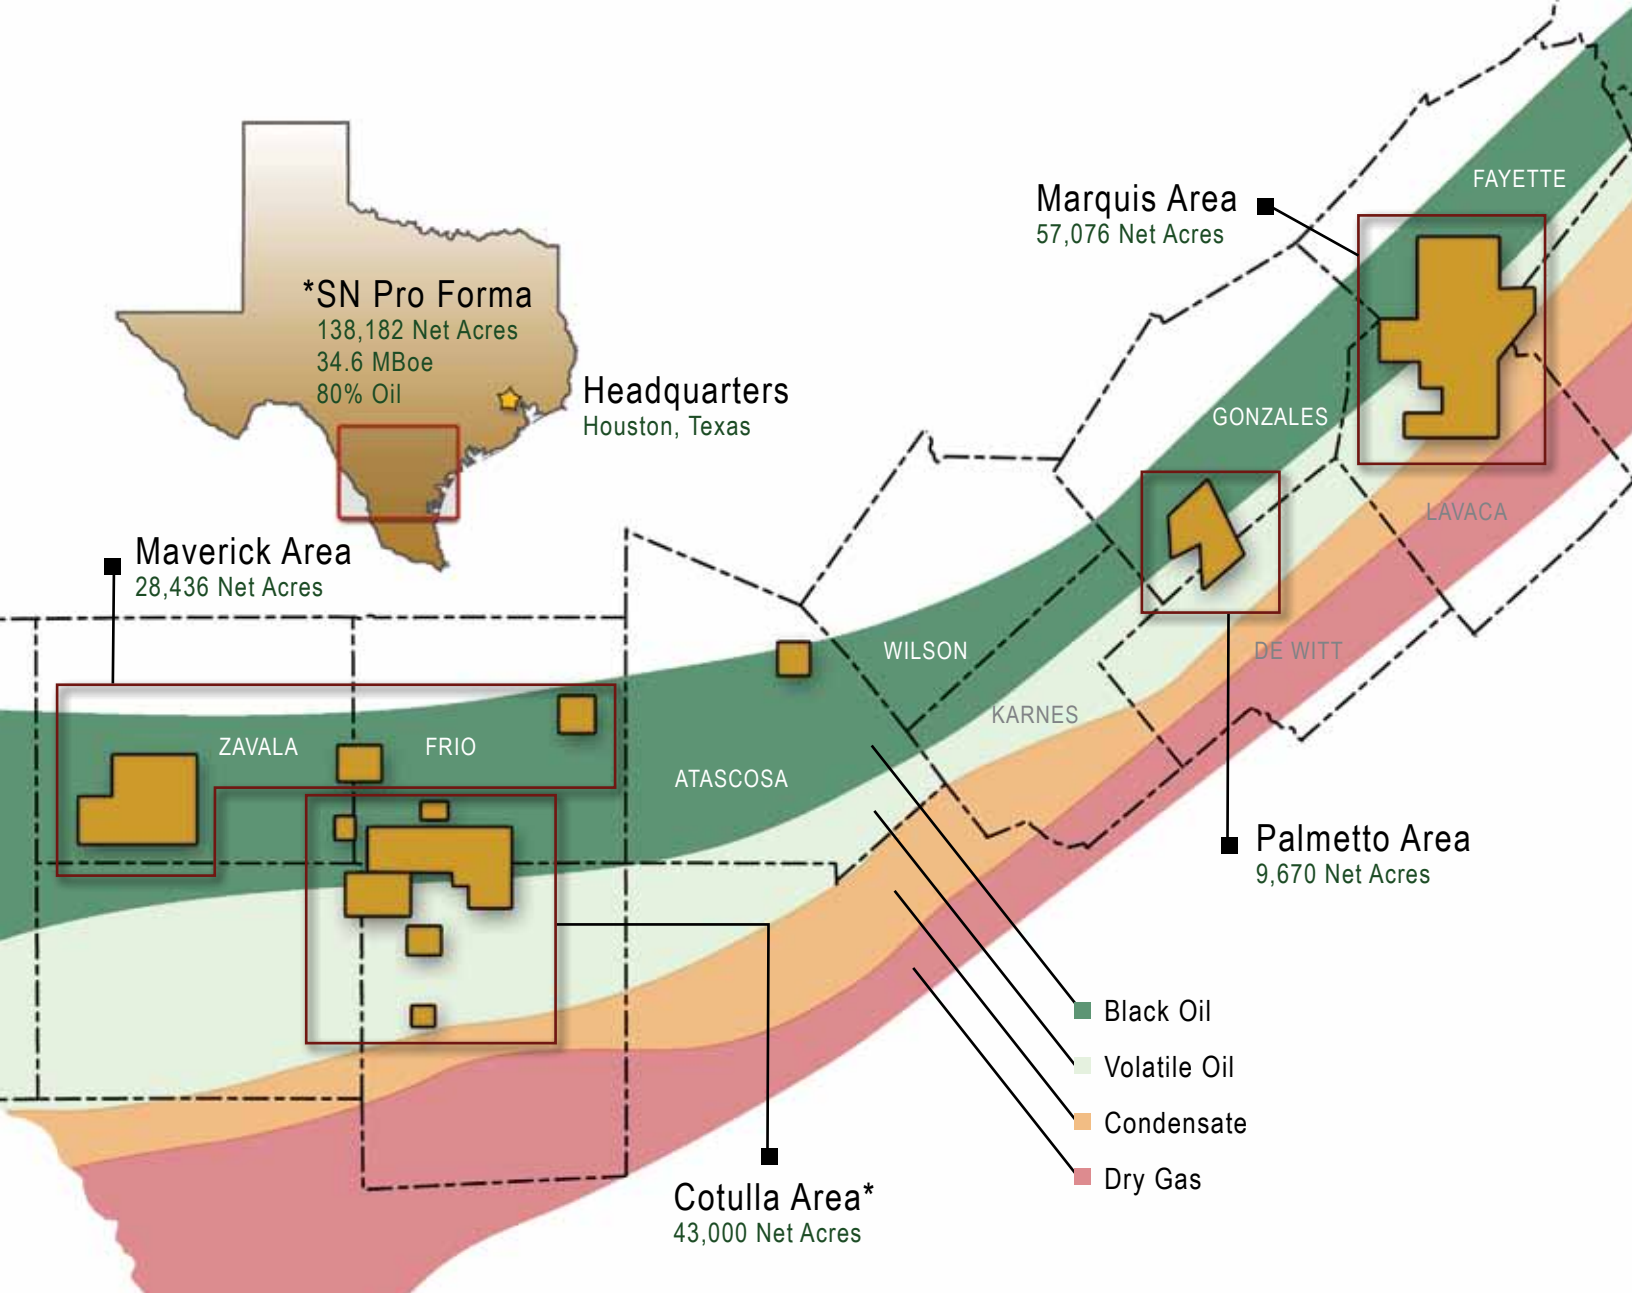 *SN Pro Forma
138,182 Net Acres
34.6 MBoe
80% Oil
Headquarters
Houston, Texas
Marquis Area
57,076 Net Acres
FAYETTE
GONZALES
LAVACA
Maverick Area
28,436 Net Acres
WILSON
DE WITT
KARNES
ZAVALA
FRIO
ATASCOSA
Palmetto Area
9,670 Net Acres
Black Oil
Volatile Oil
Condensate
Dry Gas
Cotulla Area*
43,000 Net Acres